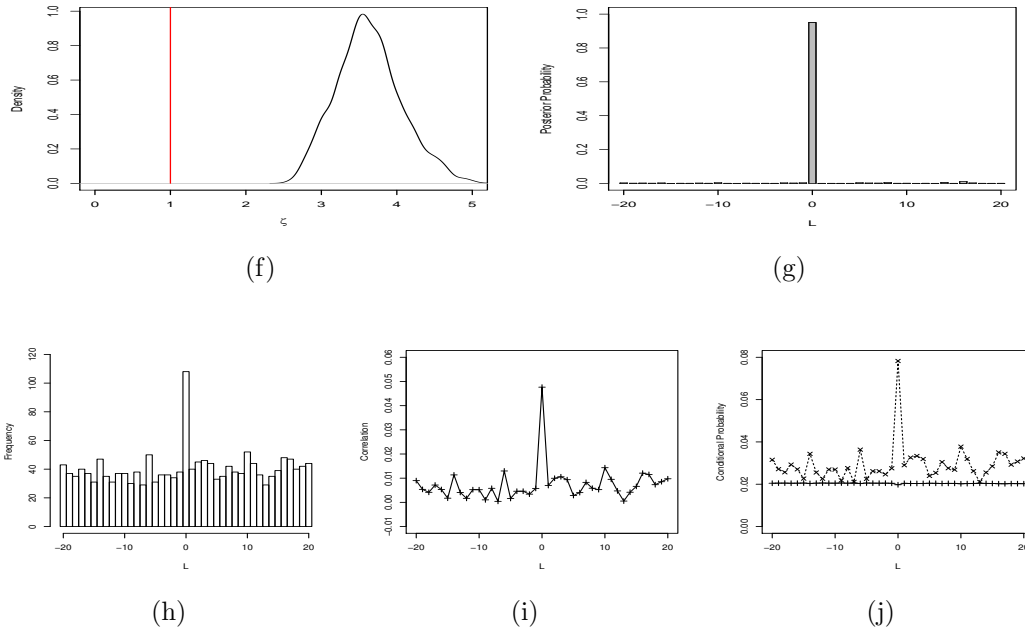 Density
0.0 0.2 0.4 0.6 0.8 1.0
0 1 2 3 4 5
ζ
(f)
Posterior Probability
0.0 0.2 0.4 0.6 0.8 1.0
−20 −10 0 10 20
L
(g)
Frequency
0 20 40 60 80 100 120
−20 −10 0 10 20
L
(h)
Correlation
−0.01 0.00 0.01 0.02 0.03 0.04 0.05 0.06
−20 −10 0 10 20
L
(i)
Conditional Probability
0.00 0.02 0.04 0.06 0.08
−20 −10 0 10 20
L
(j)